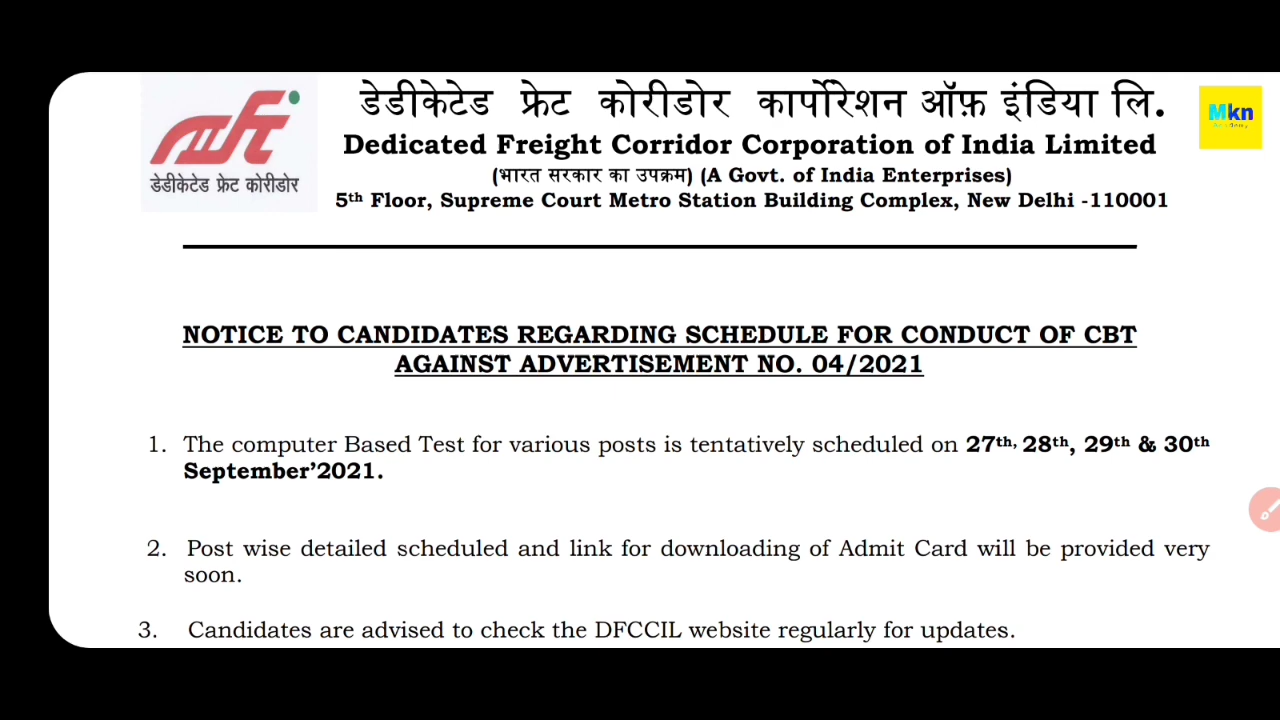 डेडीकेटेड फ्रेट कोरीडोर कार्पोरेशन ऑफ़ इंडिया लि.
Dedicated Freight Corridor Corporation of India Limited
(भारत सरकार का उपक्रम) (A Govt. of India Enterprises)
5th Floor, Supreme Court Metro Station Building Complex, New Delhi -110001
डेडीकेटेड फ्रेट कोरीडोर
Mkn
Academy
NOTICE TO CANDIDATES REGARDING SCHEDULE FOR CONDUCT OF CBT
AGAINST ADVERTISEMENT NO. 04/2021
1. The computer Based Test for various posts is tentatively scheduled on 27th, 28th, 29th & 30th
September’2021.
2. Post wise detailed scheduled and link for downloading of Admit Card will be provided very
soon.
3. Candidates are advised to check the DFCCIL website regularly for updates.